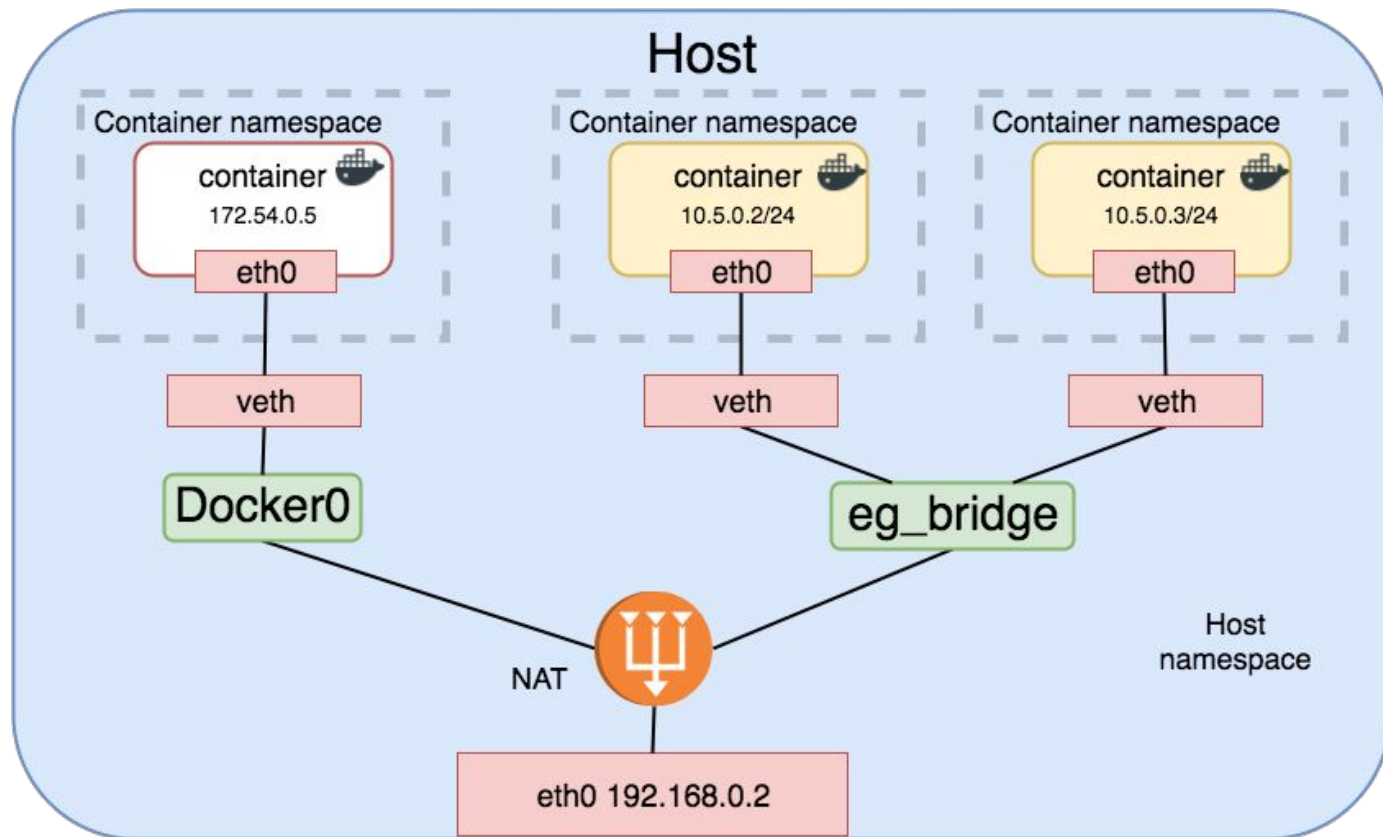 Host
Container namespace
container
172.54.0.5
eth0
veth
Docker0
Container namespace
container
10.5.0.2/24
eth0
veth
Container namespace
container
10.5.0.3/24
eth0
veth
eg_bridge
NAT
Host
namespace
eth0 192.168.0.2